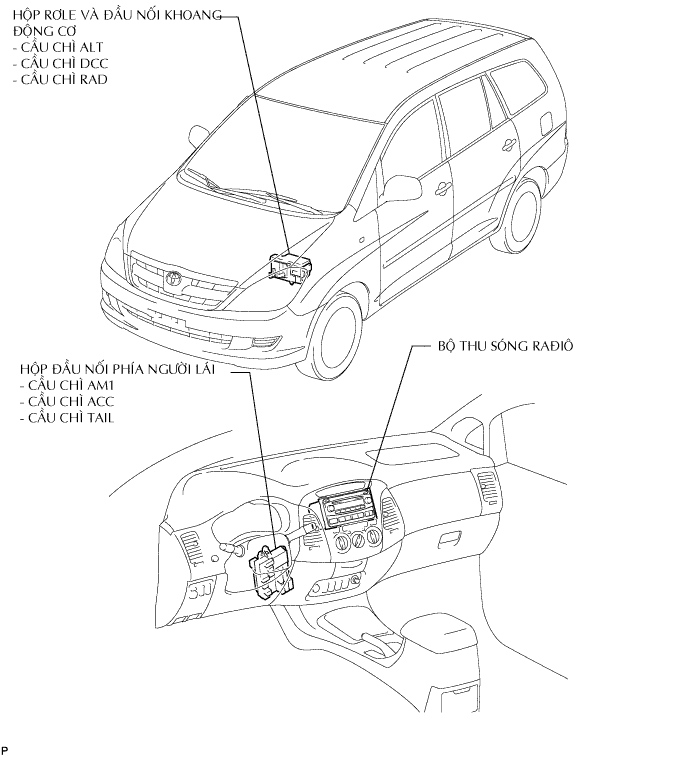 HỘP RƠLE VÀ ĐẦU NỐI KHOANG
ĐỘNG CƠ
- CẦU CHÌ ALT
- CẦU CHÌ DCC
- CẦU CHÌ RAD
BỘ THU SÓNG RAĐIÔ
HỘP ĐẦU NỐI PHÍA NGƯỜI LÁI
- CẦU CHÌ AM1
- CẦU CHÌ ACC
- CẦU CHÌ TAIL
P